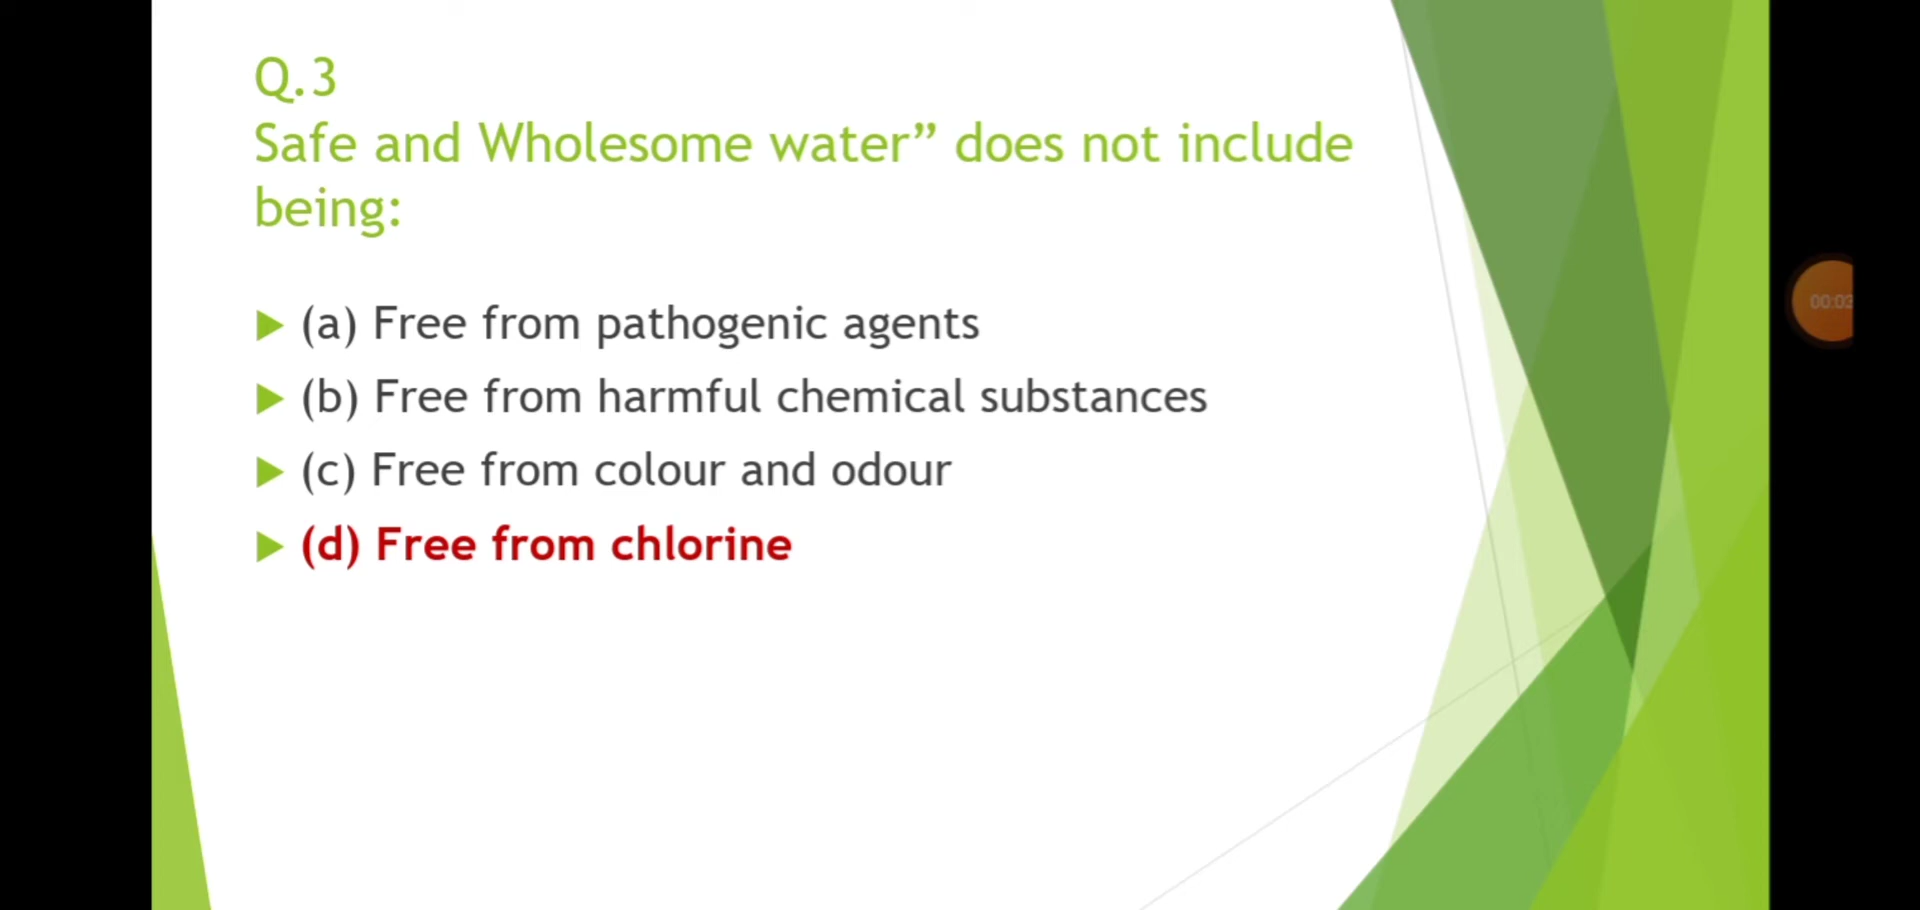 Q.3
Safe and Wholesome water” does not include
being:
(a) Free from pathogenic agents
(b) Free from harmful chemical substances
(c) Free from colour and odour
(d) Free from chlorine